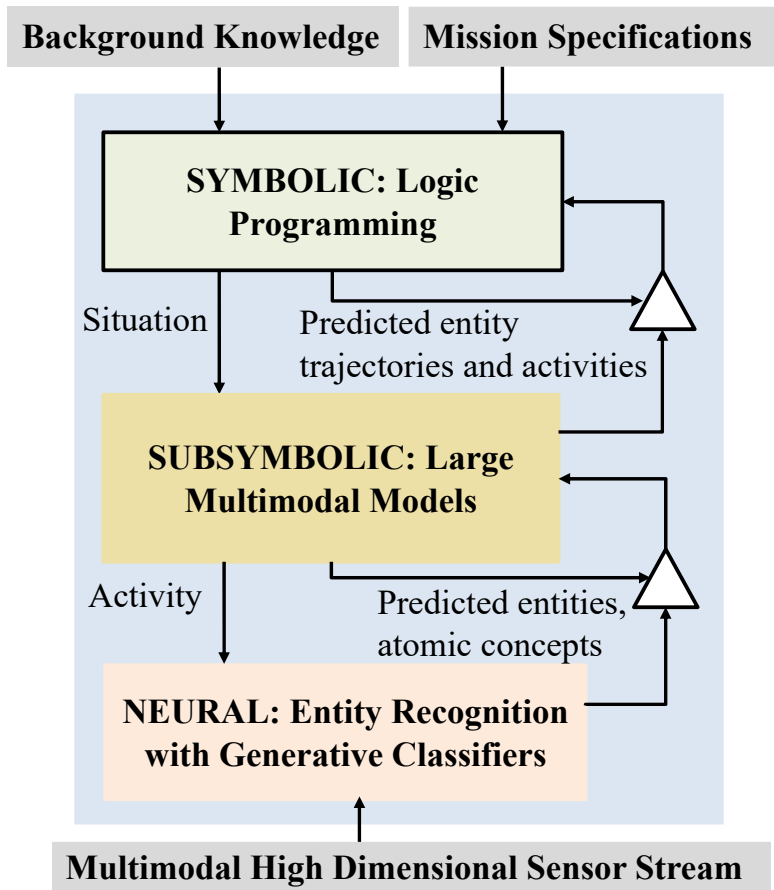 Background Knowledge
Mission Specifications
SYMBOLIC: Logic
Programming
Situation
Predicted entity
trajectories and activities
SUBSYMBOLIC: Large
Multimodal Models
Activity
Predicted entities,
atomic concepts
NEURAL: Entity Recognition
with Generative Classifiers
Multimodal High Dimensional Sensor Stream